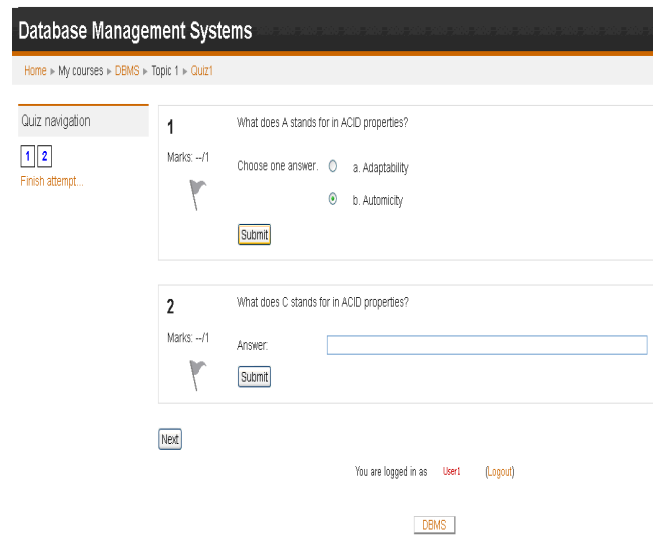 Database Management Systems
Home ▸ My courses ▸ DBMS ▸ Topic 1 ▸ Quiz1
Quiz navigation
1 2
Finish attempt...
1
Marks: --/1
What does A stands for in ACID properties?
Choose one answer.
a. Adaptability
b. Automicity
Submit
2
Marks: --/1
What does C stands for in ACID properties?
Answer:
Submit
Next
You are logged in as User1 (Logout)
DBMS